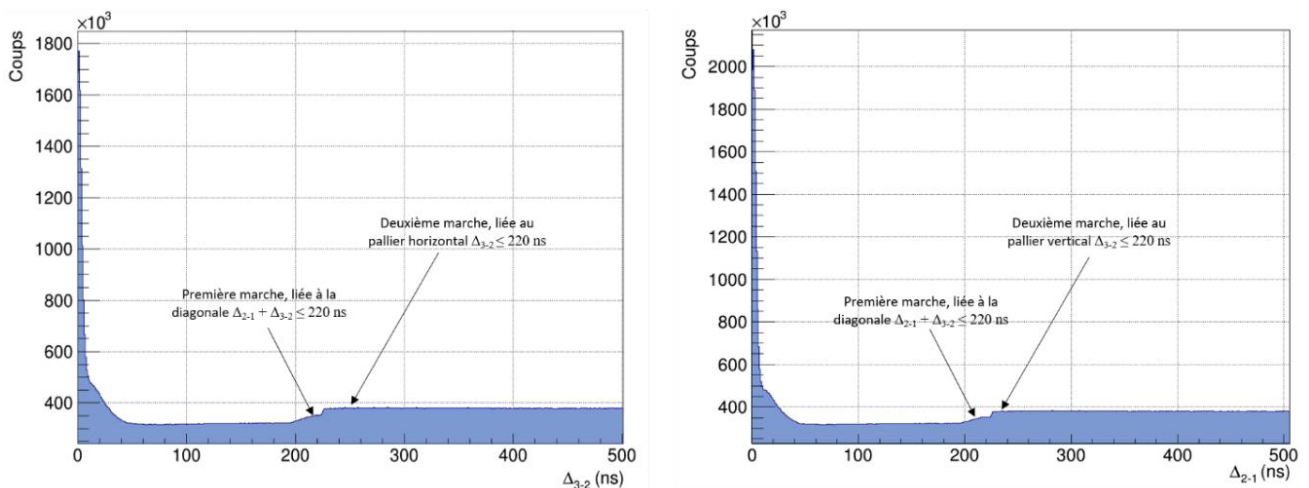 ×10³
Coups
1800
1600
1400
1200
1000
800
600
400
Deuxième marche, liée au
pallier horizontal Δ₃₋₂ ≤ 220 ns
Première marche, liée à la
diagonale Δ₂₋₁ + Δ₃₋₂ ≤ 220 ns
0 100 200 300 400 500
Δ₃₋₂ (ns)
×10³
Coups
2000
1800
1600
1400
1200
1000
800
600
400
Deuxième marche, liée au
pallier vertical Δ₃₋₂ ≤ 220 ns
Première marche, liée à la
diagonale Δ₂₋₁ + Δ₃₋₂ ≤ 220 ns
0 100 200 300 400 500
Δ₂₋₁ (ns)